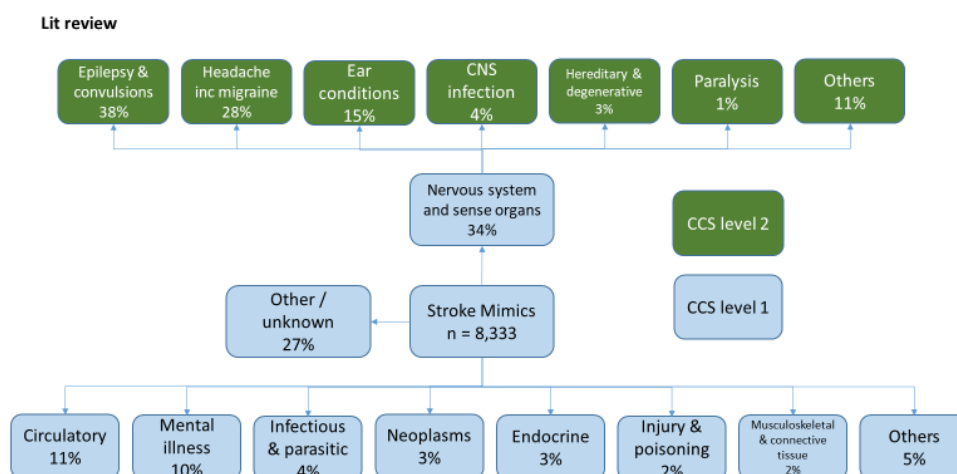 Lit review
Epilepsy &
convulsions
38%
Headache
inc migraine
28%
Ear
conditions
15%
CNS
infection
4%
Hereditary &
degenerative
3%
Paralysis
1%
Others
11%
Nervous system
and sense organs
34%
CCS level 2
Other /
unknown
27%
Stroke Mimics
n = 8,333
CCS level 1
Circulatory
11%
Mental
illness
10%
Infectious
& parasitic
4%
Neoplasms
3%
Endocrine
3%
Injury &
poisoning
2%
Musculoskeletal
& connective
tissue
2%
Others
5%